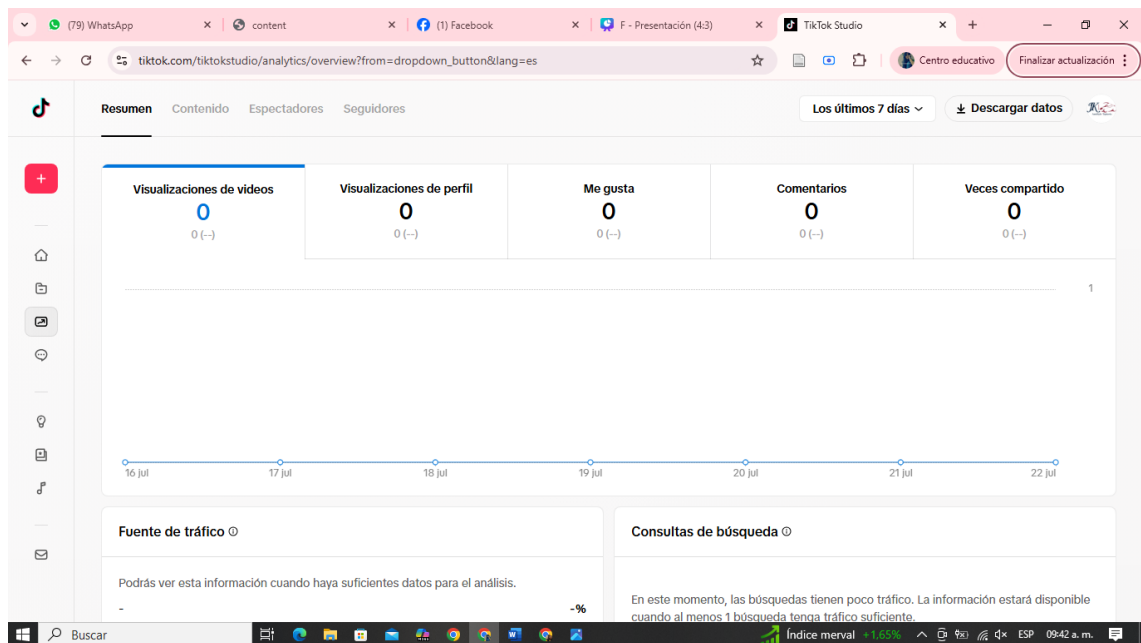 (79) WhatsApp
content
(1) Facebook
F - Presentación (4:3)
TikTok Studio
tiktok.com/tiktokstudio/analytics/overview?from=dropdown_button&lang=es
Centro educativo
Finalizar actualización
Resumen Contenido Espectadores Seguidores
Los últimos 7 días
Descargar datos
Visualizaciones de videos
0
0 (--)
Visualizaciones de perfil
0
0 (--)
Me gusta
0
0 (--)
Comentarios
0
0 (--)
Veces compartido
0
0 (--)
1
16 jul 17 jul 18 jul 19 jul 20 jul 21 jul 22 jul
Fuente de tráfico
Podrás ver esta información cuando haya suficientes datos para el análisis.
- -%
Consultas de búsqueda
En este momento, las búsquedas tienen poco tráfico. La información estará disponible
cuando al menos 1 búsqueda tenga tráfico suficiente.
Buscar
Índice merval +1,65%
ESP
09:42 a. m.